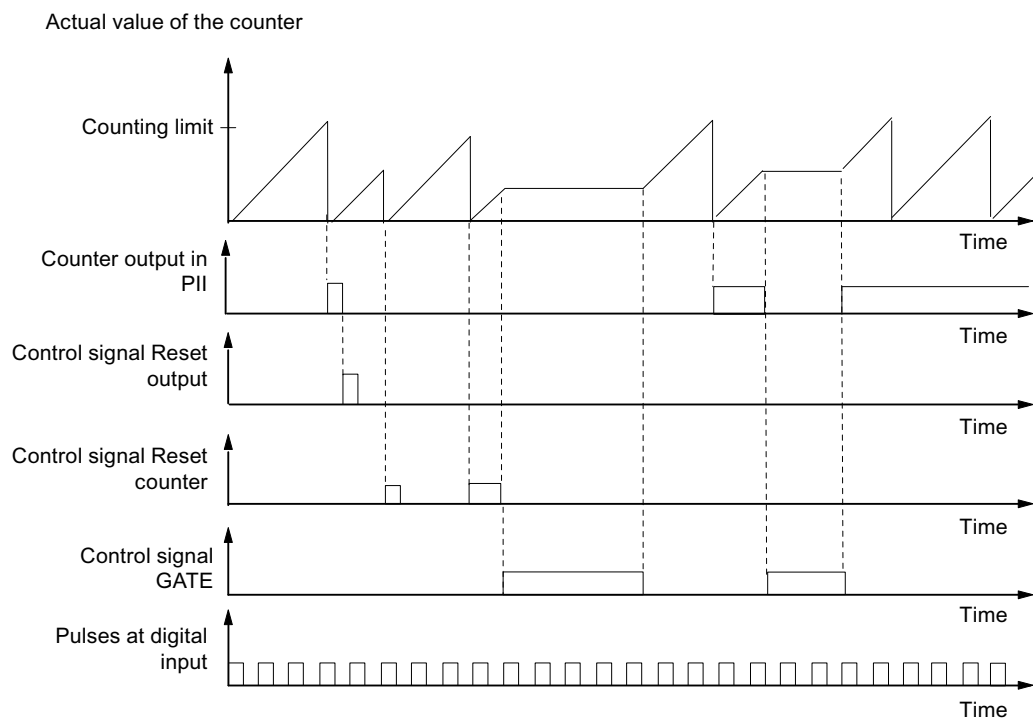 Actual value of the counter
Counting limit
Time
Counter output in
PII
Time
Control signal Reset
output
Time
Control signal Reset
counter
Time
Control signal
GATE
Time
Pulses at digital
input
Time